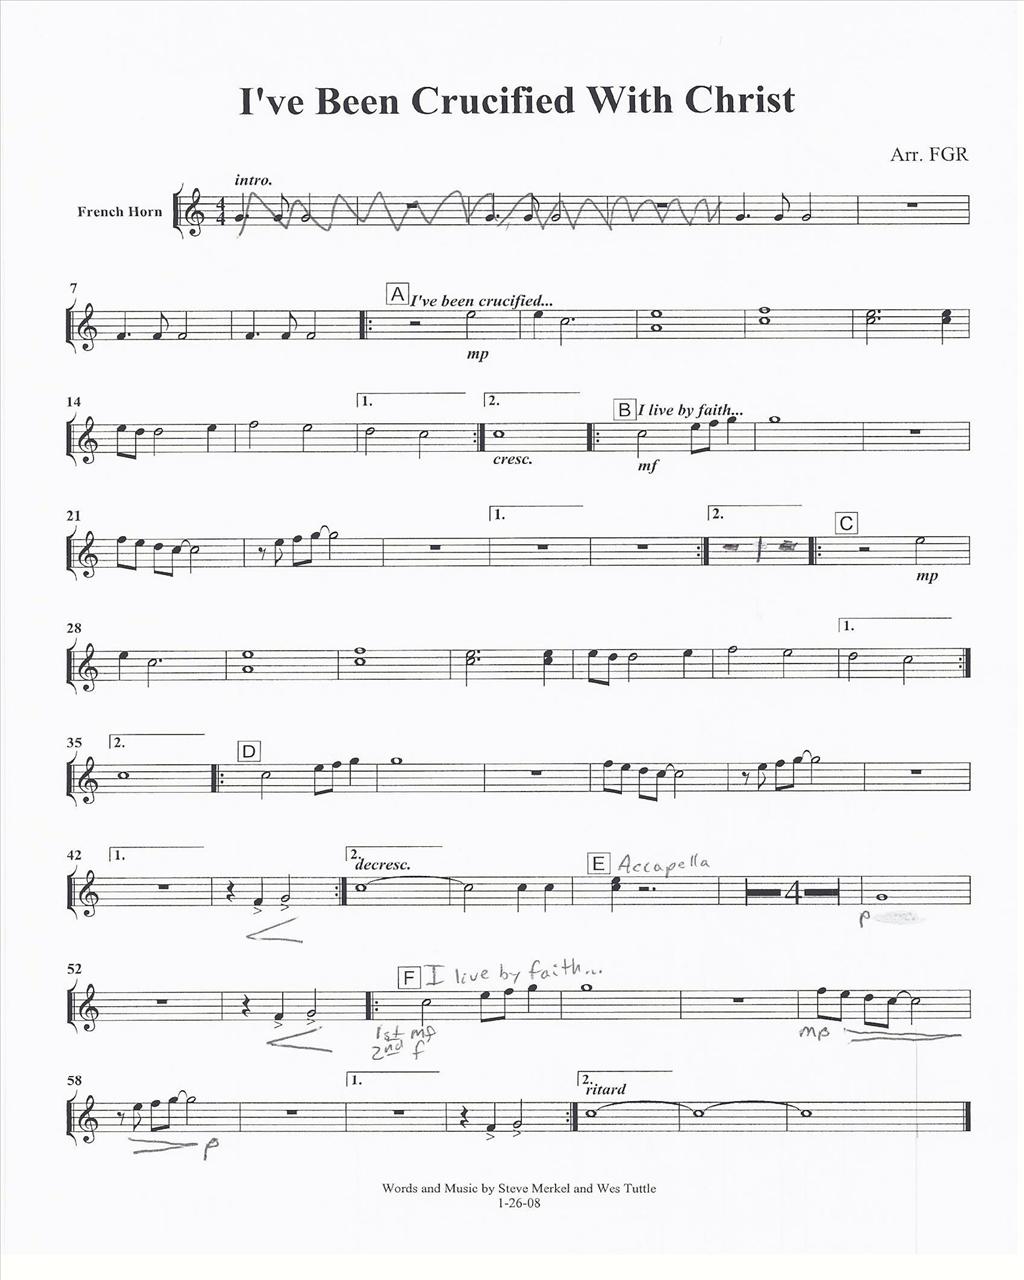 I've Been Crucified With Christ
Arr. FGR
intro.
French Horn
4
4
7
A I've been crucified...
mp
14
1.
2.
B I live by faith...
cresc.
mf
21
1.
2.
C
mp
28
1.
35
2.
D
42
1.
2.
decresc.
E Accapella
4
p
52
F I live by faith...
1st mf
2nd f
mp
58
1.
2.
ritard
p
Words and Music by Steve Merkel and Wes Tuttle
1-26-08